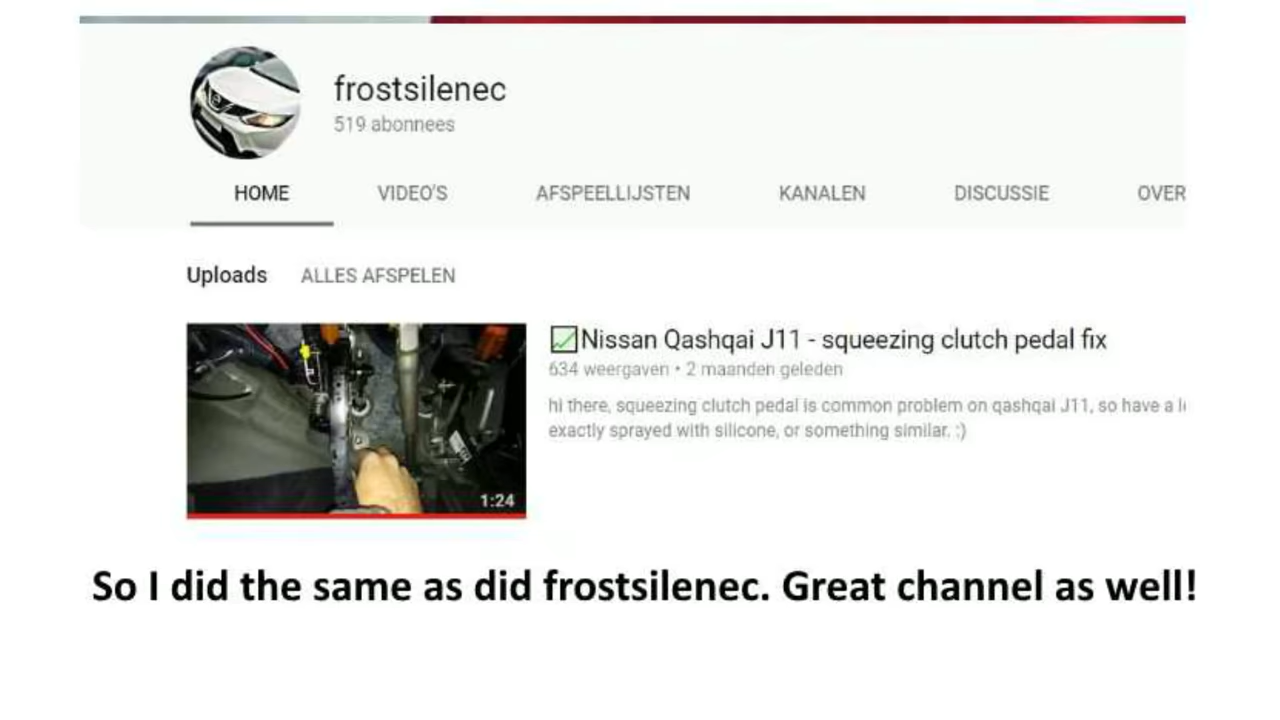 frostsilenec
519 abonnees
HOME VIDEO'S AFSPEELLIJSTEN KANALEN DISCUSSIE OVER
Uploads ALLES AFSPELEN
Nissan Qashqai J11 - squeezing clutch pedal fix
634 weergaven • 2 maanden geleden
hi there, squeezing clutch pedal is common problem on qashqai J11, so have a
exactly sprayed with silicone, or something similar. :)
1:24
So I did the same as did frostsilenec. Great channel as well!